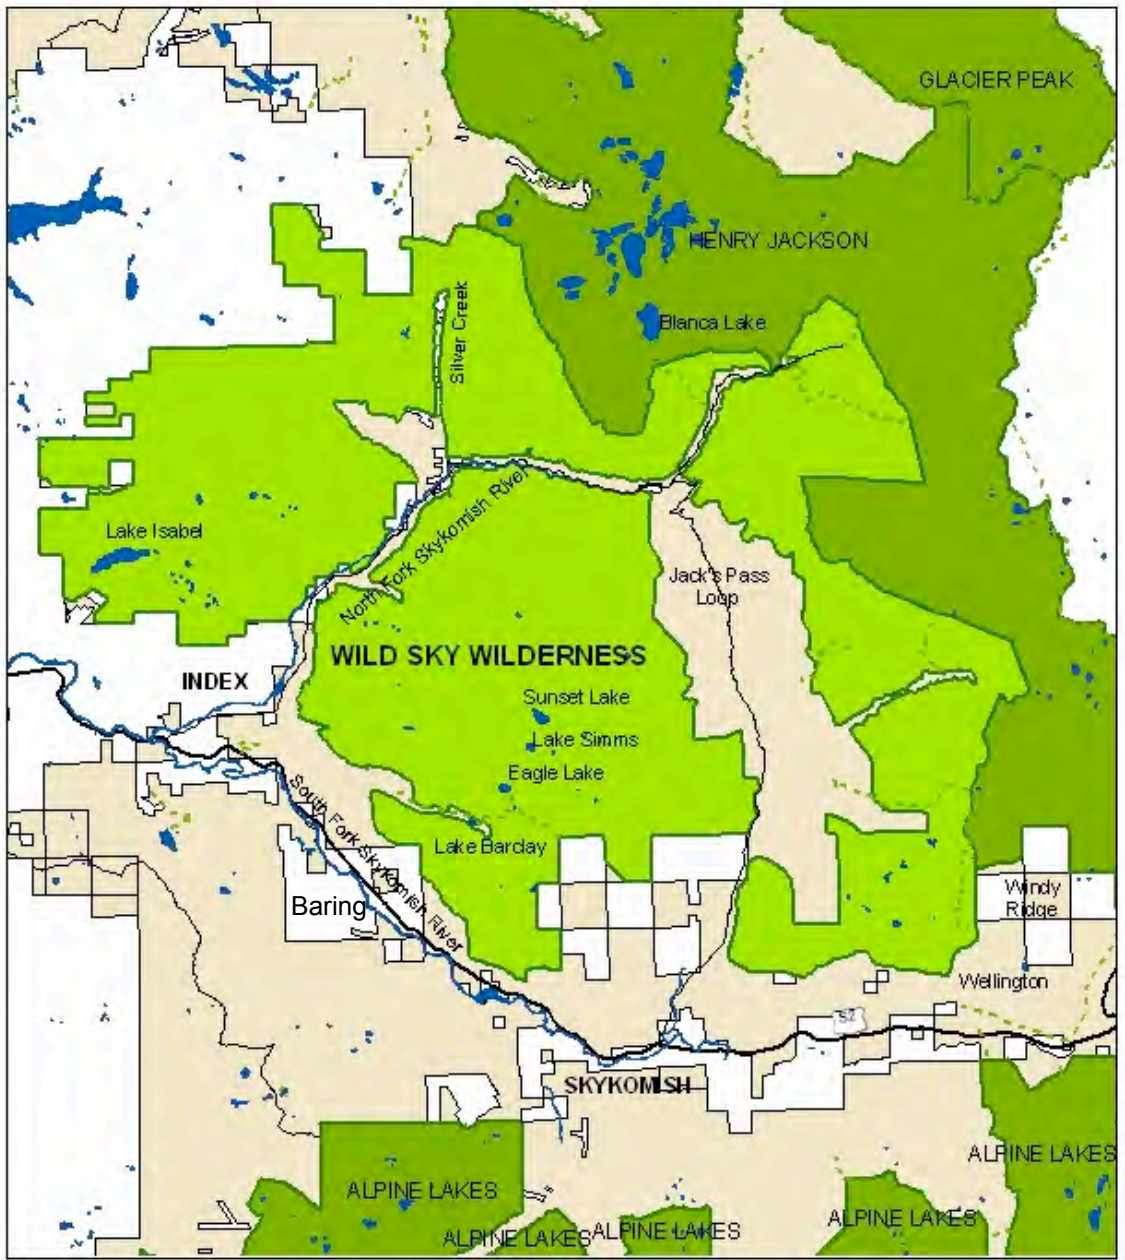 GLACIER PEAK
HENRY JACKSON
Silver Creek
Blanca Lake
North Fork Skykomish River
Lake Isabel
Jack's Pass
Loop
WILD SKY WILDERNESS
INDEX
Sunset Lake
Lake Simms
Eagle Lake
South Fork Skykomish River
Lake Barclay
Baring
Windy
Ridge
Wellington
SKYKOMISH
ALPINE LAKES
ALPINE LAKES
ALPINE LAKES
ALPINE LAKES
ALPINE LAKES